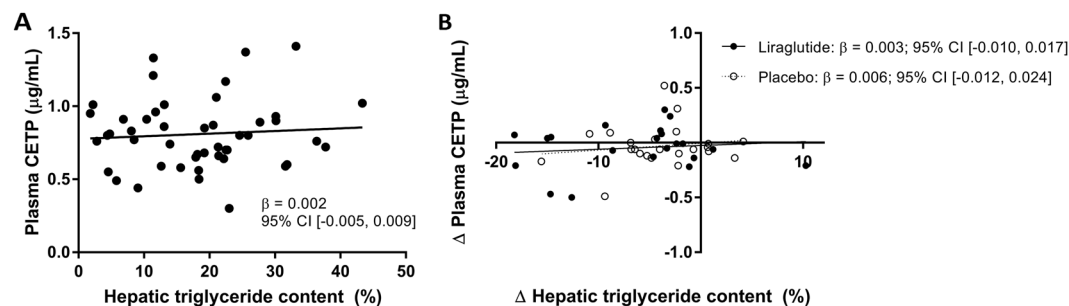 A
Plasma CETP (μg/mL)
1.5
1.0
0.5
0.0
0
10
20
30
40
50
β = 0.002
95% CI [-0.005, 0.009]
Hepatic triglyceride content (%)
B
Δ Plasma CETP (μg/mL)
1.0
0.5
-0.5
-1.0
-20
-10
10
Liraglutide: β = 0.003; 95% CI [-0.010, 0.017]
Placebo: β = 0.006; 95% CI [-0.012, 0.024]
Δ Hepatic triglyceride content (%)